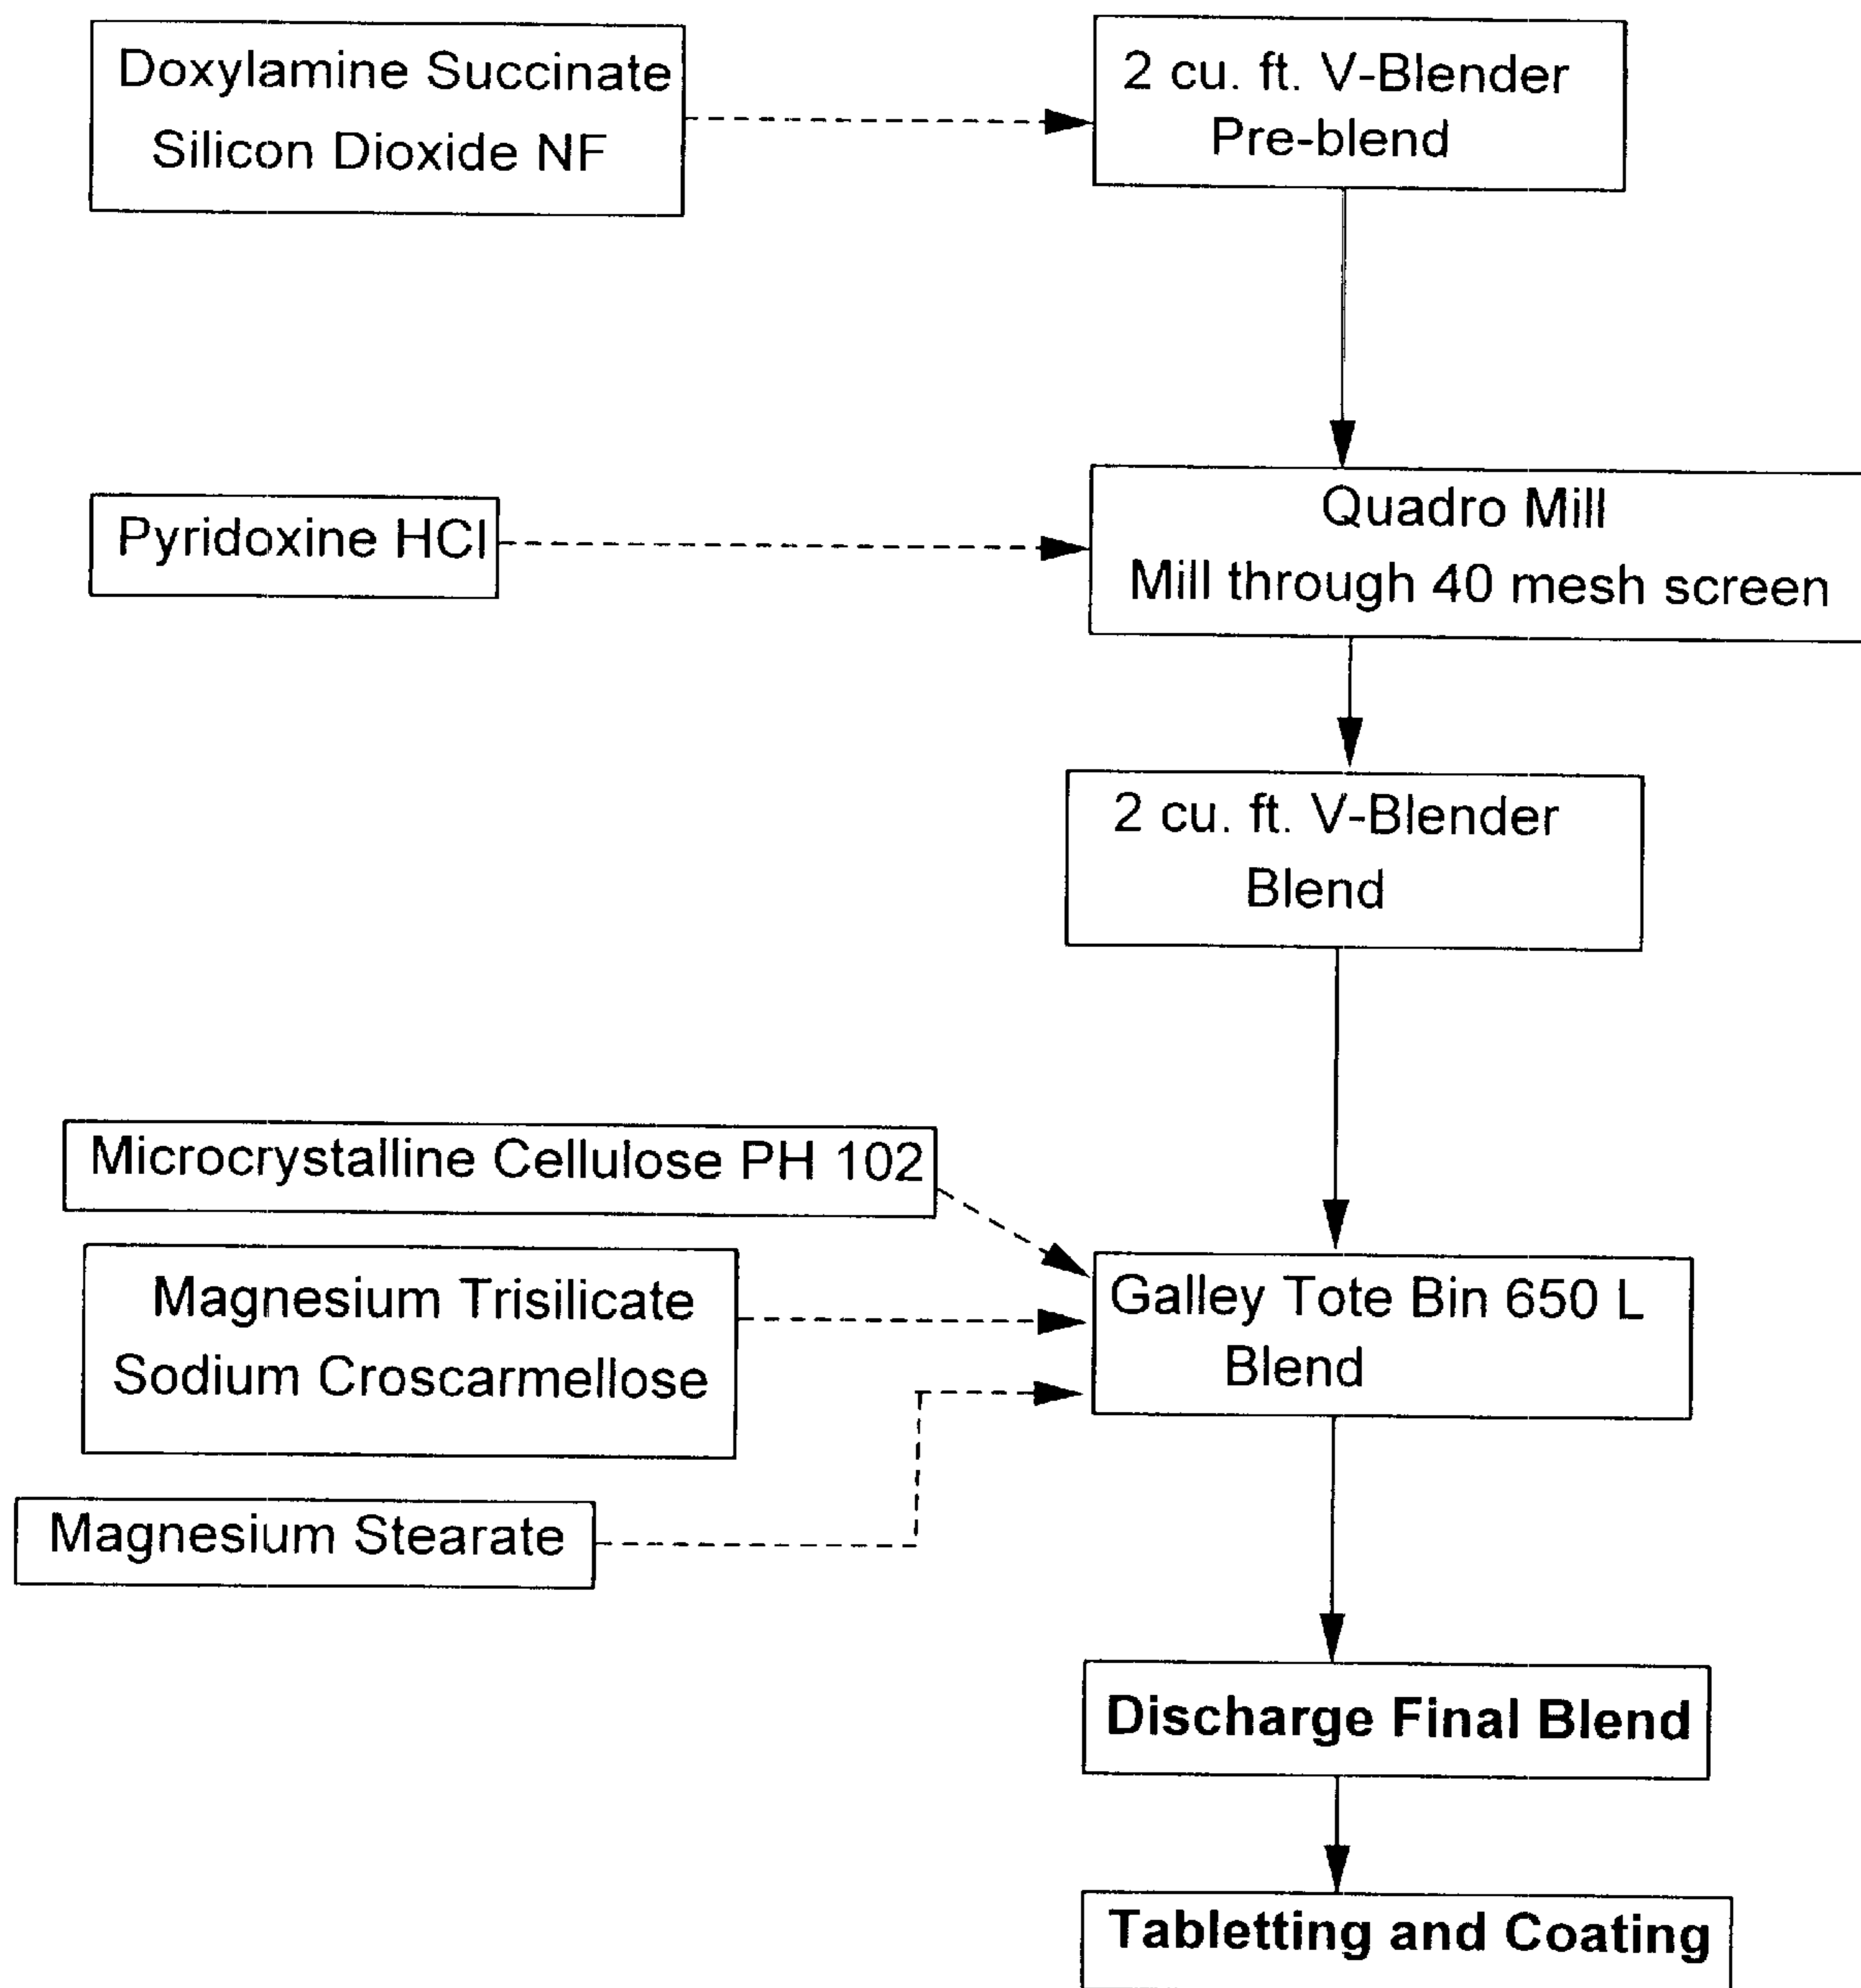 Doxylamine Succinate
Silicon Dioxide NF
2 cu. ft. V-Blender
Pre-blend
Pyridoxine HCl
Quadro Mill
Mill through 40 mesh screen
2 cu. ft. V-Blender
Blend
Microcrystalline Cellulose PH 102
Magnesium Trisilicate
Sodium Croscarmellose
Magnesium Stearate
Galley Tote Bin 650 L
Blend
Discharge Final Blend
Tabletting and Coating